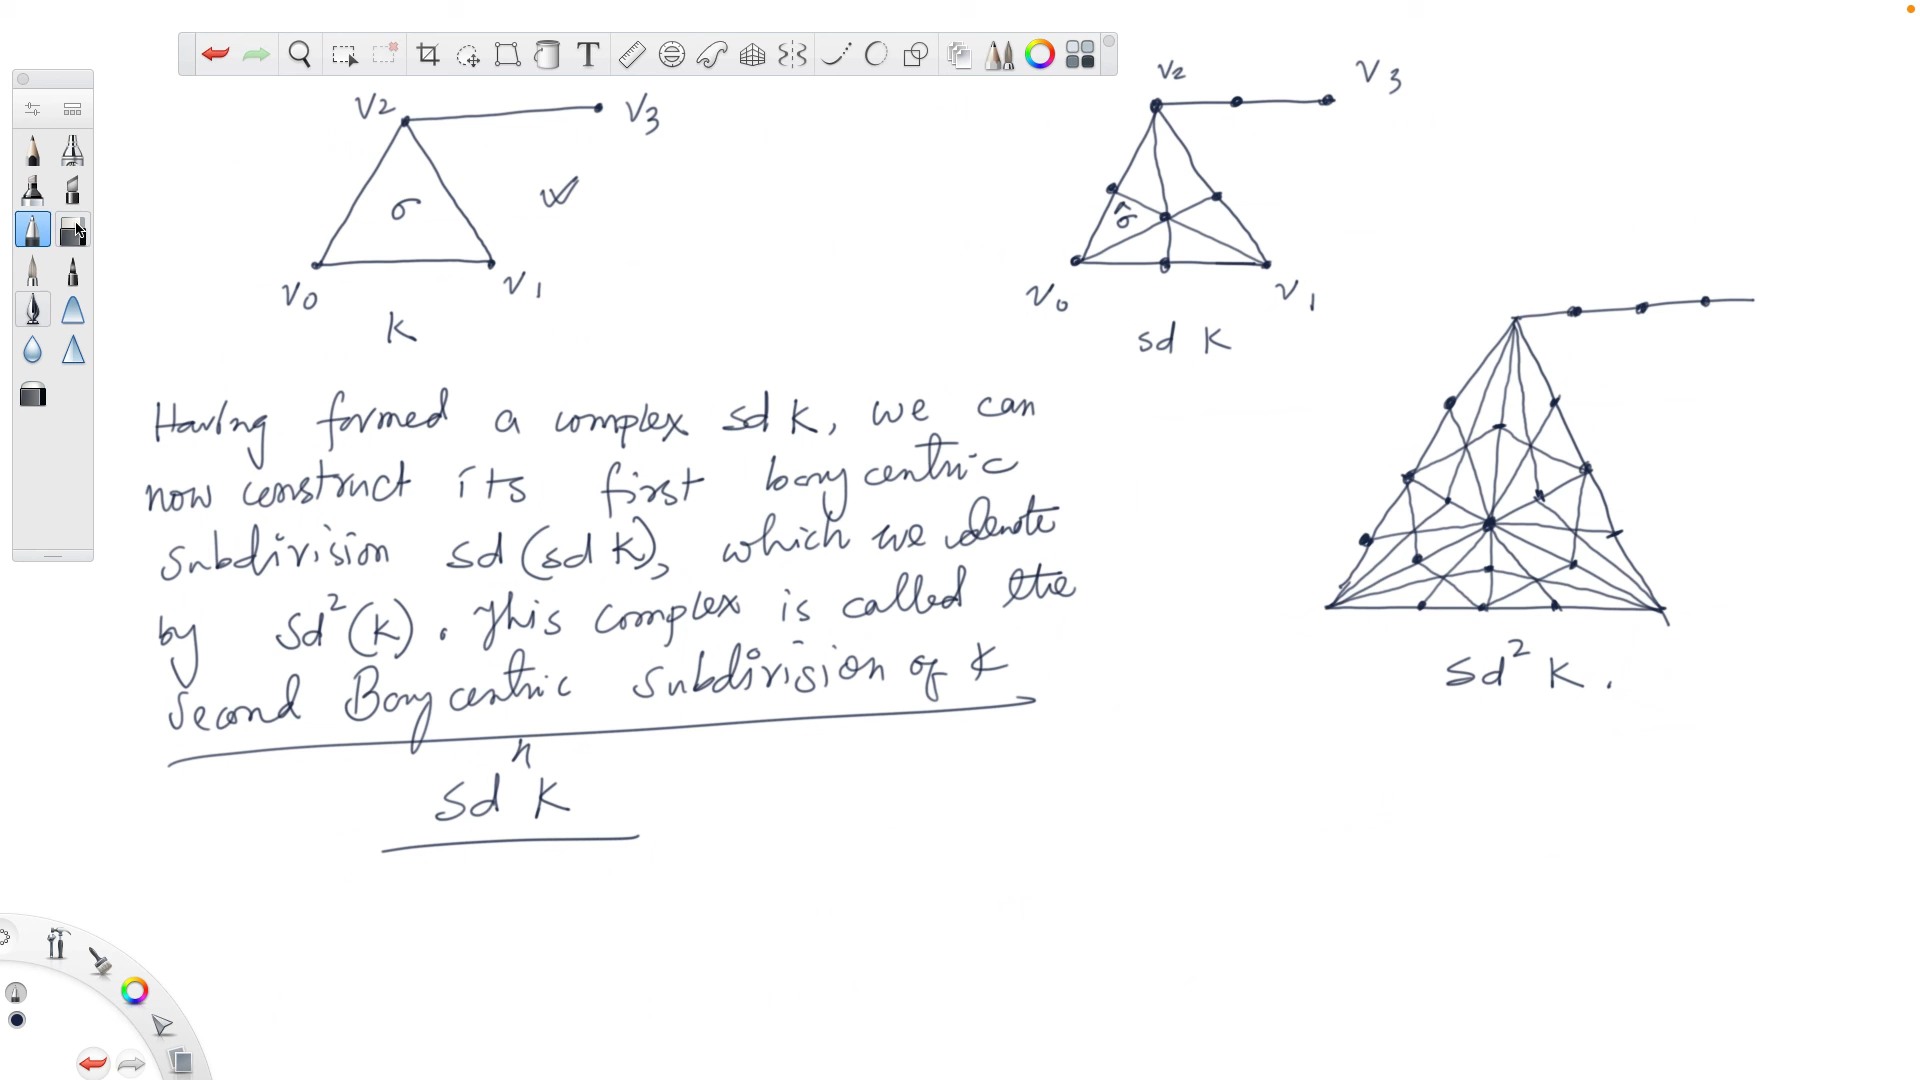 V2
V3
σ
V0
V1
K
V2
V3
σ̂
V0
V1
sd K
Having formed a complex sd K, we can
now construct its first barycentric
subdivision sd (sd K), which we denote
by Sd²(K). This complex is called the
Second Barycentric Subdivision of K
Sdⁿ K
Sd² K.
T